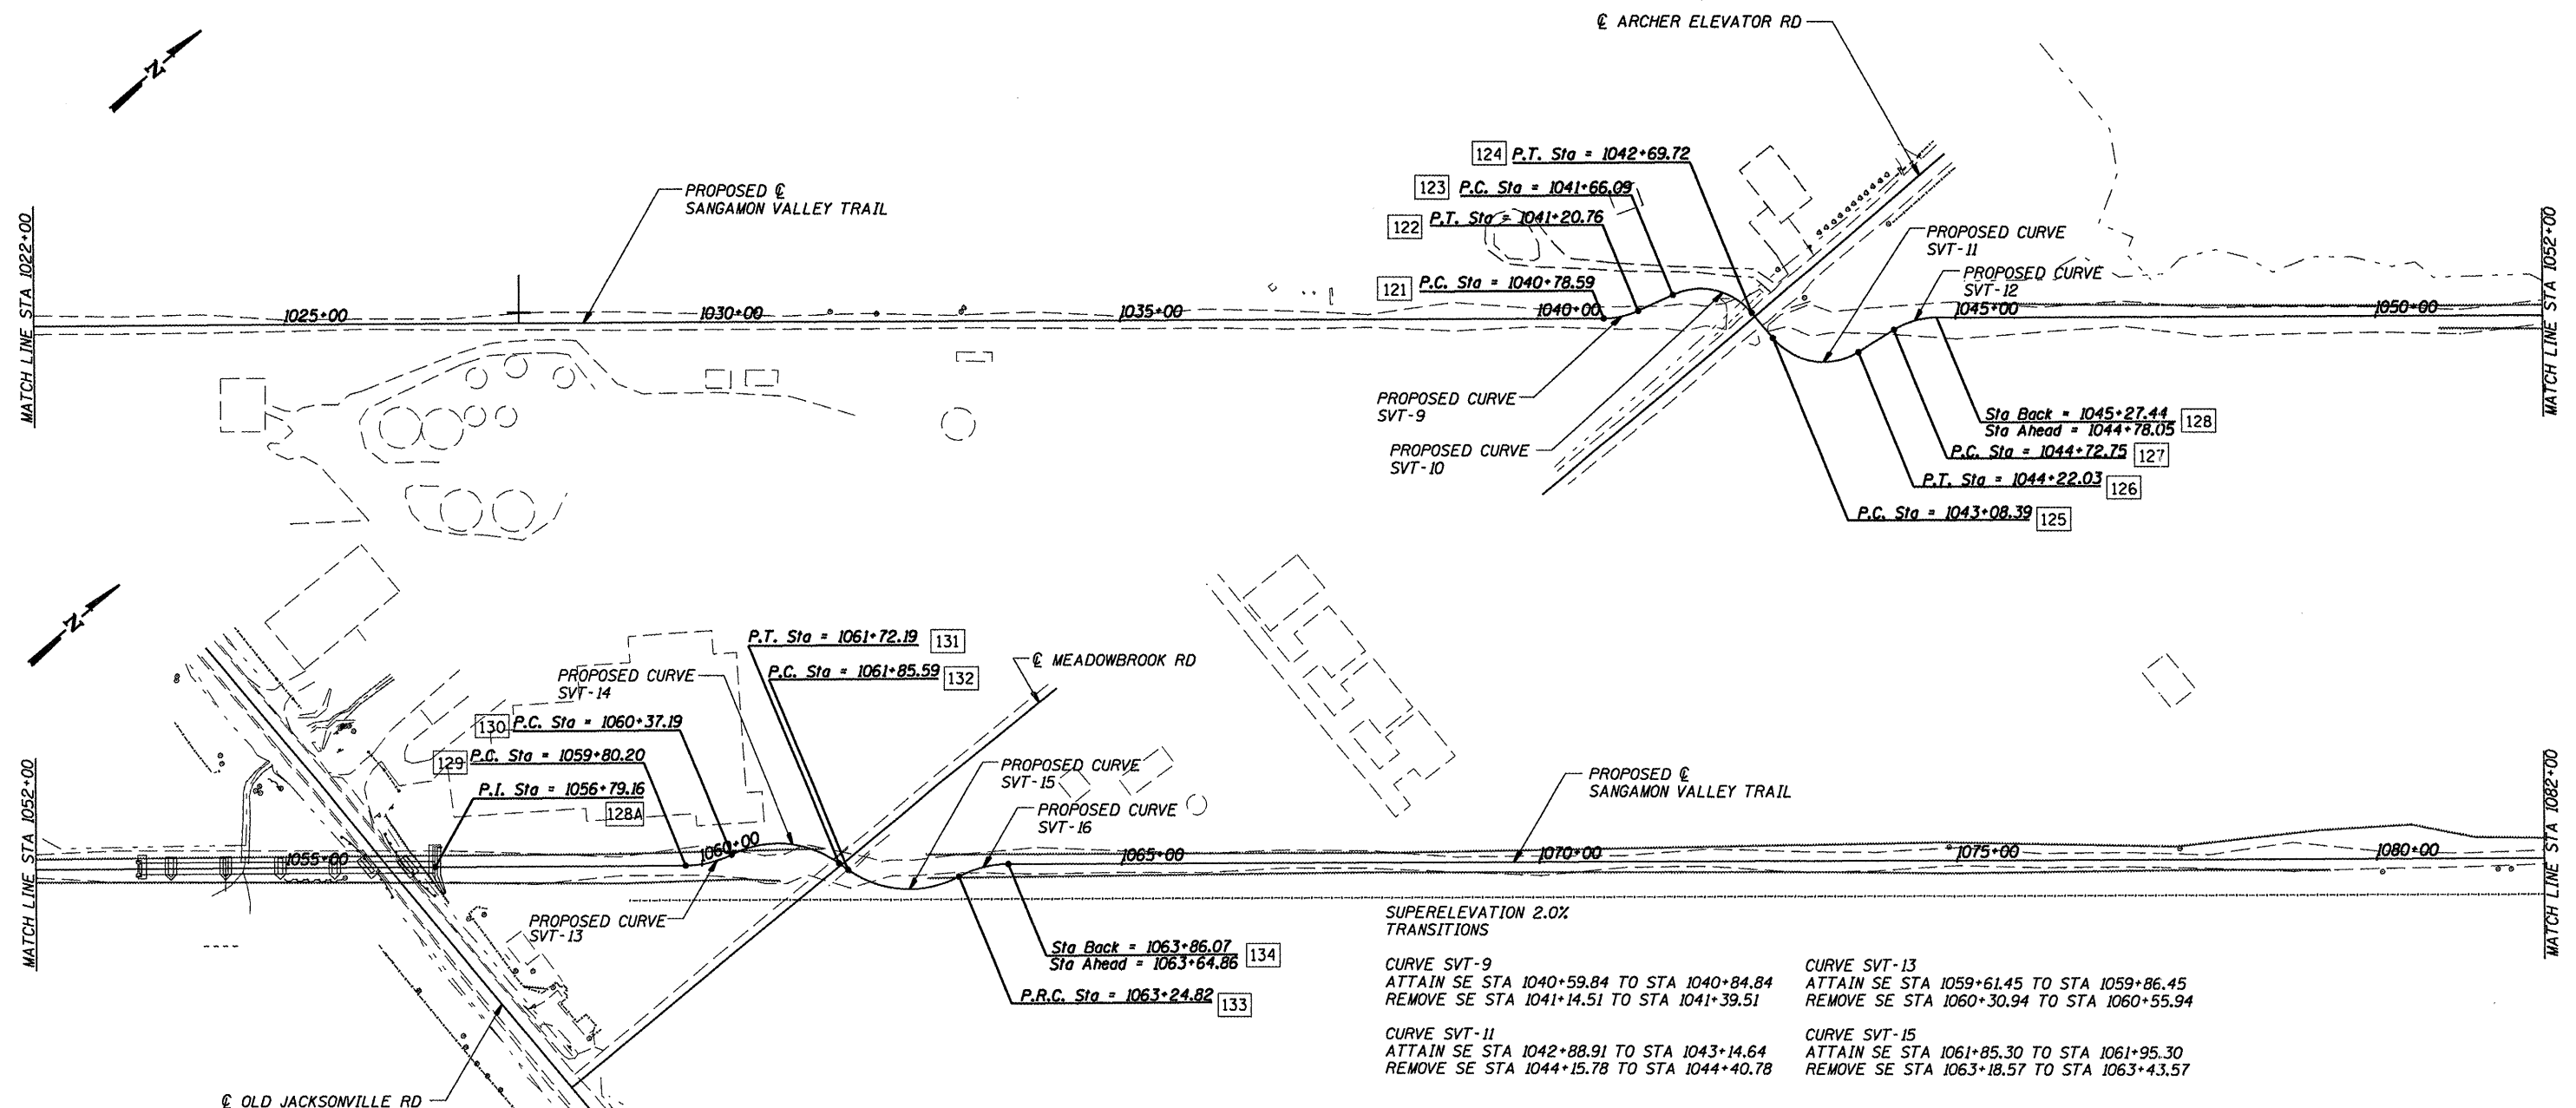 ℄ ARCHER ELEVATOR RD
N
MATCH LINE STA 1022+00
PROPOSED ℄
SANGAMON VALLEY TRAIL
1025+00
1030+00
1035+00
1040+00
1045+00
1050+00
124 P.T. Sta = 1042+69.72
123 P.C. Sta = 1041+66.09
122 P.T. Sta = 1041+20.76
121 P.C. Sta = 1040+78.59
PROPOSED CURVE
SVT-11
PROPOSED CURVE
SVT-12
MATCH LINE STA 1052+00
PROPOSED CURVE
SVT-9
PROPOSED CURVE
SVT-10
Sta Back = 1045+27.44
Sta Ahead = 1044+78.05
128
P.C. Sta = 1044+72.75 127
P.T. Sta = 1044+22.03 126
P.C. Sta = 1043+08.39 125
N
MATCH LINE STA 1052+00
P.T. Sta = 1061+72.19 131
P.C. Sta = 1061+85.59 132
℄ MEADOWBROOK RD
PROPOSED CURVE
SVT-14
130 P.C. Sta = 1060+37.19
129 P.C. Sta = 1059+80.20
P.I. Sta = 1056+79.16
128A
PROPOSED CURVE
SVT-15
PROPOSED CURVE
SVT-16
PROPOSED ℄
SANGAMON VALLEY TRAIL
1055+00
1060+00
1065+00
1070+00
1075+00
1080+00
MATCH LINE STA 1082+00
PROPOSED CURVE
SVT-13
Sta Back = 1063+86.07
Sta Ahead = 1063+64.86
134
P.R.C. Sta = 1063+24.82 133
℄ OLD JACKSONVILLE RD
SUPERELEVATION 2.0%
TRANSITIONS
CURVE SVT-9
ATTAIN SE STA 1040+59.84 TO STA 1040+84.84
REMOVE SE STA 1041+14.51 TO STA 1041+39.51
CURVE SVT-11
ATTAIN SE STA 1042+88.91 TO STA 1043+14.64
REMOVE SE STA 1044+15.78 TO STA 1044+40.78
CURVE SVT-13
ATTAIN SE STA 1059+61.45 TO STA 1059+86.45
REMOVE SE STA 1060+30.94 TO STA 1060+55.94
CURVE SVT-15
ATTAIN SE STA 1061+85.30 TO STA 1061+95.30
REMOVE SE STA 1063+18.57 TO STA 1063+43.57